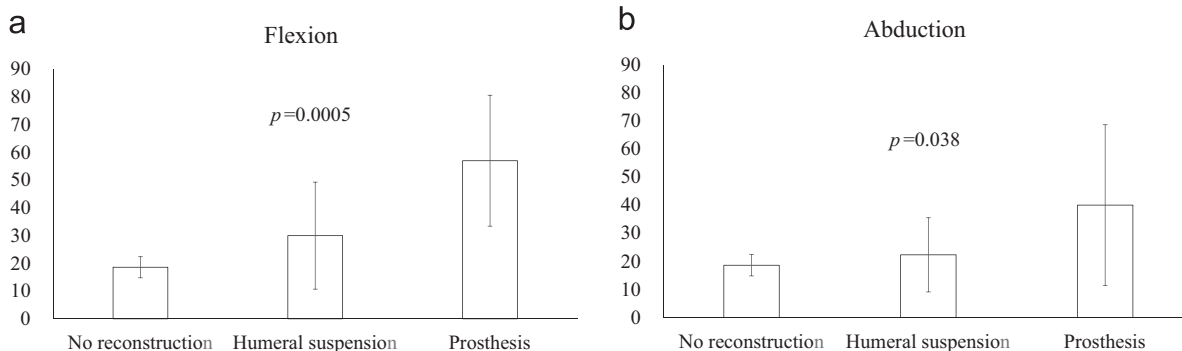 a
Flexion
90
80
70
60
50
40
30
20
10
0
p=0.0005
No reconstruction Humeral suspension Prosthesis
b
Abduction
90
80
70
60
50
40
30
20
10
0
p=0.038
No reconstruction Humeral suspension Prosthesis